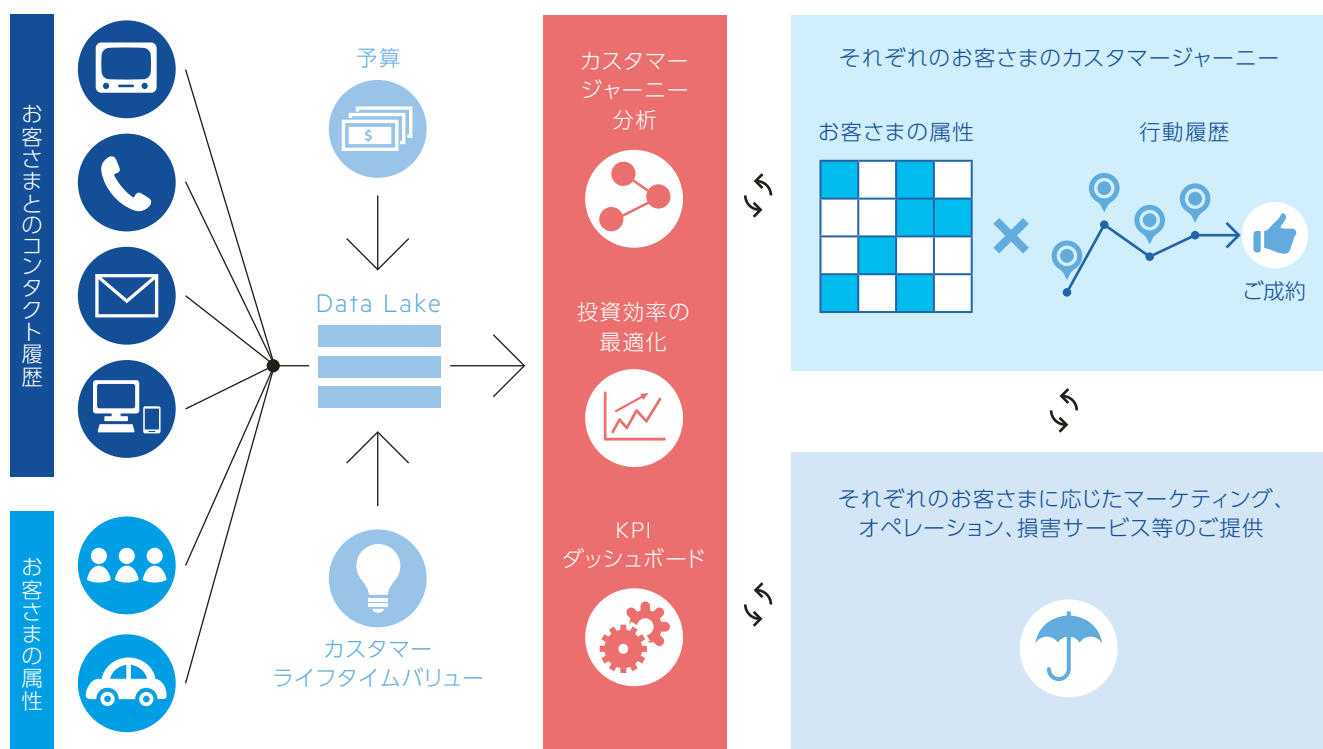 お客さまとのコンタクト履歴
お客さまの属性
予算
$
Data Lake
カスタマー
ライフタイムバリュー
カスタマー
ジャーニー
分析
投資効率の
最適化
KPI
ダッシュボード
それぞれのお客さまのカスタマージャーニー
お客さまの属性
行動履歴
ご成約
それぞれのお客さまに応じたマーケティング、
オペレーション、損害サービス等のご提供